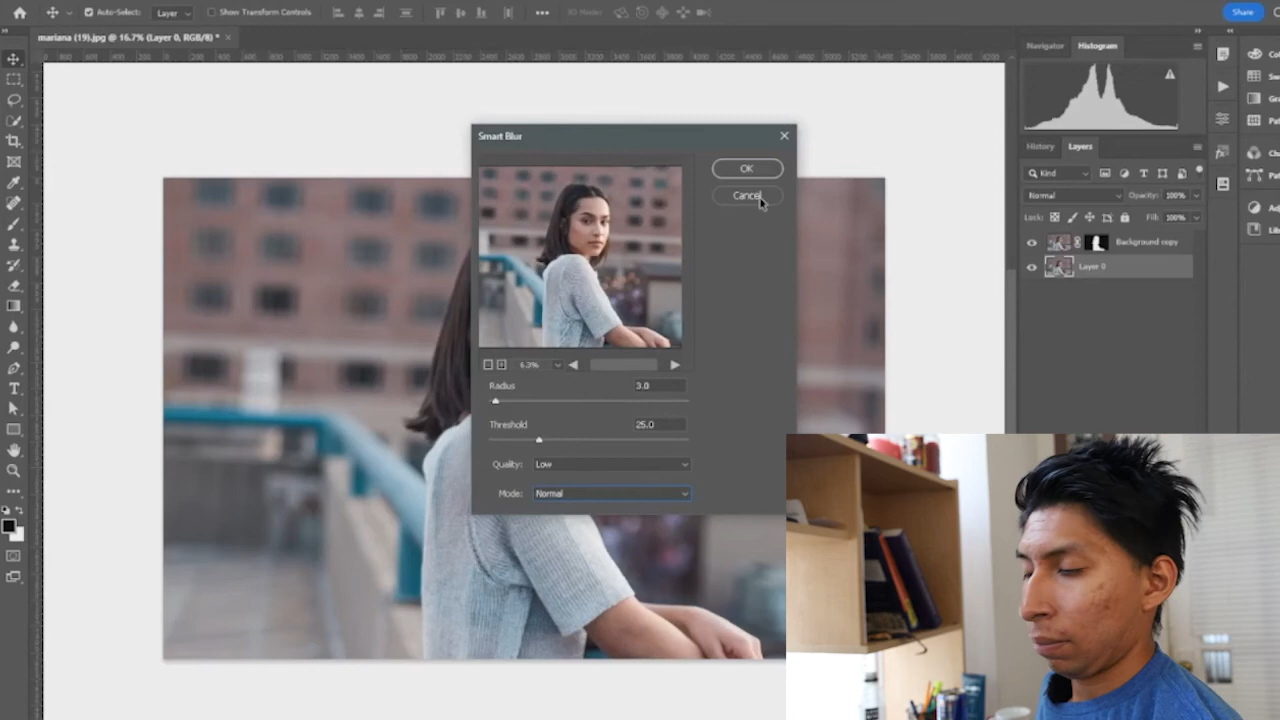 Auto-Select: Layer Show Transform Controls
Share
mariana (19).jpg @ 16.7% (Layer 0, RGB/8) *
Navigator Histogram
Smart Blur
OK
Cancel
History Layers
Kind
Normal Opacity: 100%
Lock: Fill: 100%
Background copy
Layer 0
6.3%
Radius 3.0
Threshold 25.0
Quality: Low
Mode: Normal